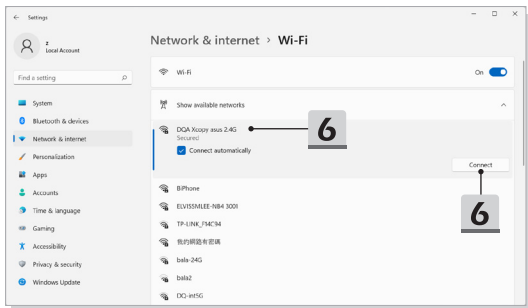 Settings
z
Local Account
Find a setting
System
Bluetooth & devices
Network & internet
Personalization
Apps
Accounts
Time & language
Gaming
Accessibility
Privacy & security
Windows Update
Network & internet > Wi-Fi
Wi-Fi
On
Show available networks
DQA Xcopy asus 2.4G
Secured
6
Connect automatically
Connect
6
BiPhone
ELVISSMLEE-NB4 3001
TP-LINK_F14C94
我的網路有密碼
bala-24G
bala2
DQ-int5G